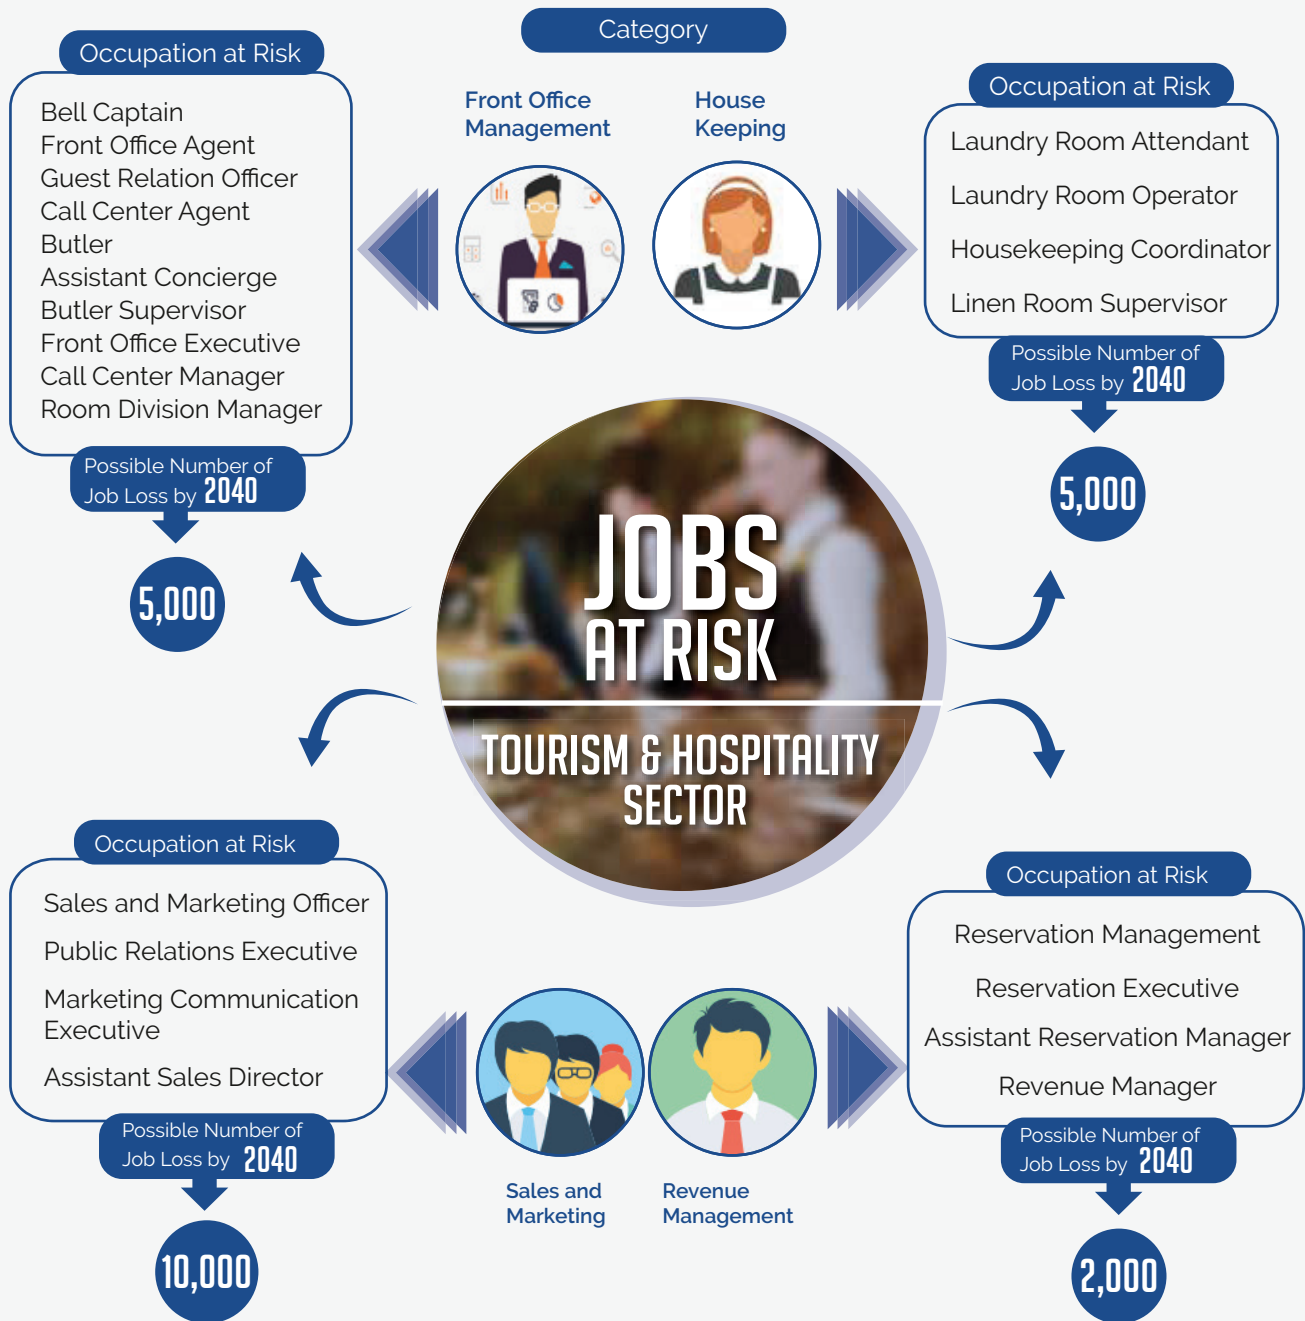 Category
Occupation at Risk
Bell Captain
Front Office Agent
Guest Relation Officer
Call Center Agent
Butler
Assistant Concierge
Butler Supervisor
Front Office Executive
Call Center Manager
Room Division Manager
Possible Number of
Job Loss by 2040
5,000
Front Office
Management
House
Keeping
Occupation at Risk
Laundry Room Attendant
Laundry Room Operator
Housekeeping Coordinator
Linen Room Supervisor
Possible Number of
Job Loss by 2040
5,000
JOBS
AT RISK
TOURISM & HOSPITALITY
SECTOR
Occupation at Risk
Sales and Marketing Officer
Public Relations Executive
Marketing Communication
Executive
Assistant Sales Director
Possible Number of
Job Loss by 2040
10,000
Sales and
Marketing
Revenue
Management
Occupation at Risk
Reservation Management
Reservation Executive
Assistant Reservation Manager
Revenue Manager
Possible Number of
Job Loss by 2040
2,000